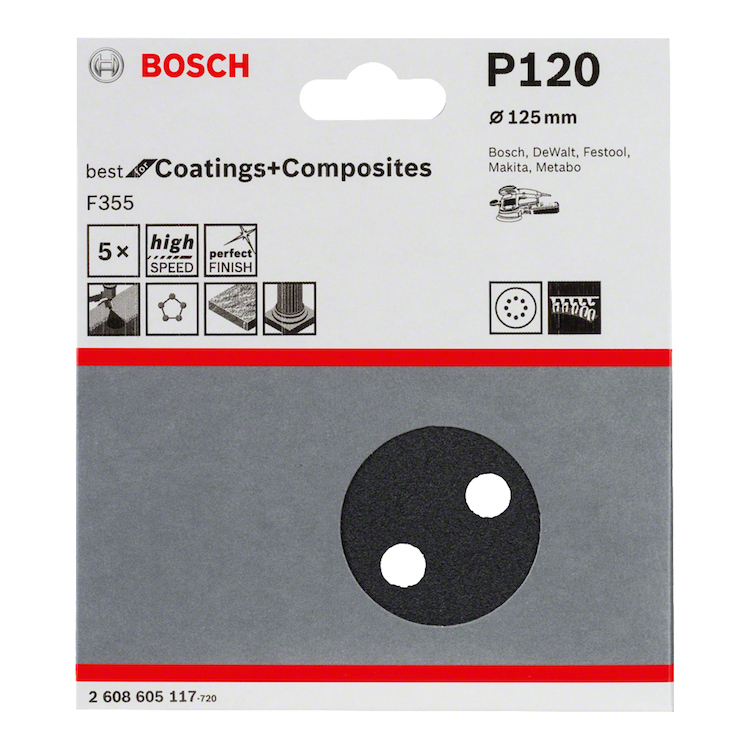 BOSCH
P120
Ø 125 mm
Bosch, DeWalt, Festool,
Makita, Metabo
best for Coatings+Composites
F355
5×
high
SPEED
perfect
FINISH
2 608 605 117-720